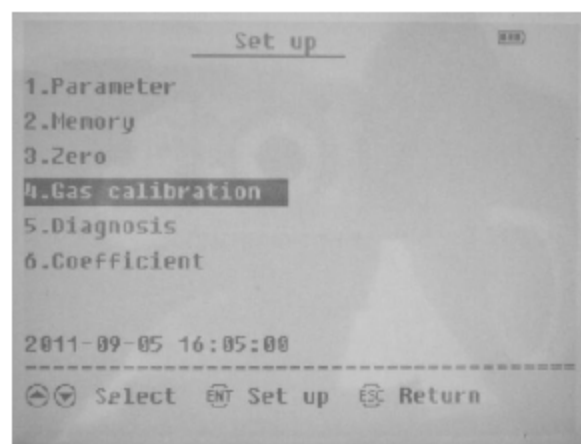 Set up
1.Parameter
2.Memory
3.Zero
4.Gas calibration
5.Diagnosis
6.Coefficient
2011-09-05 16:05:00
Select ENT Set up ESC Return